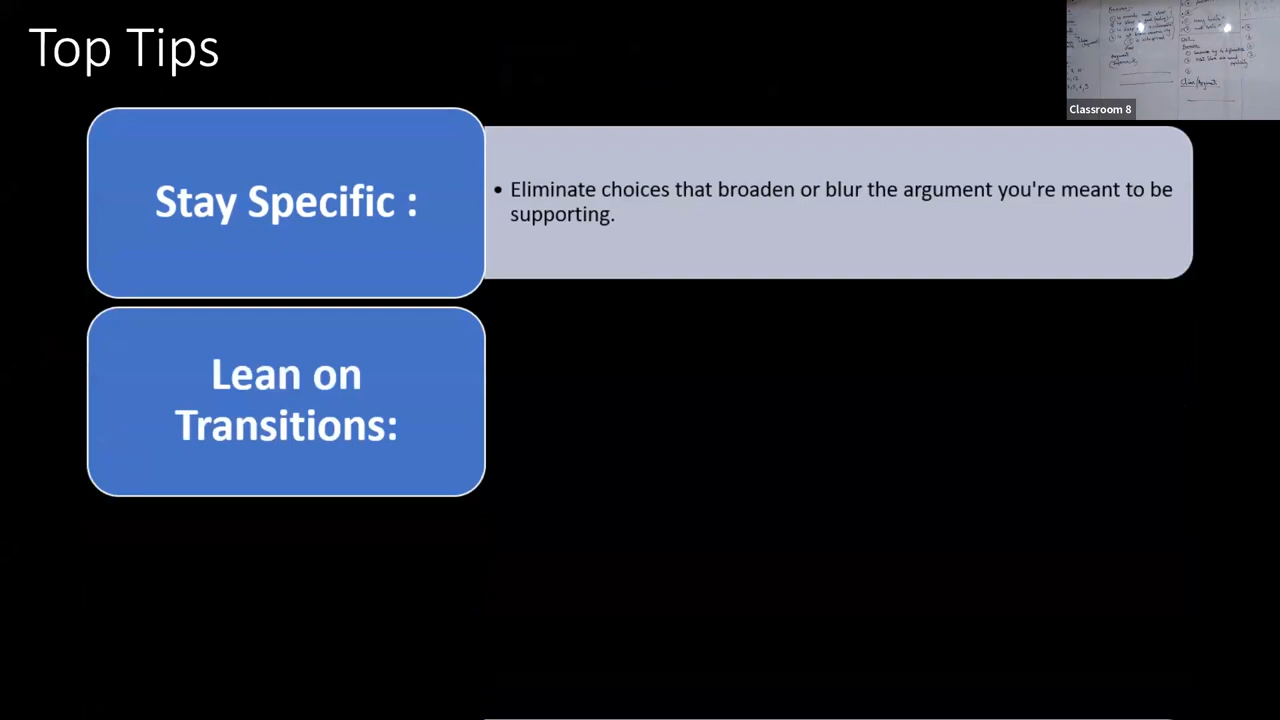 Top Tips
Classroom 8
Stay Specific :
• Eliminate choices that broaden or blur the argument you're meant to be
supporting.
Lean on
Transitions: